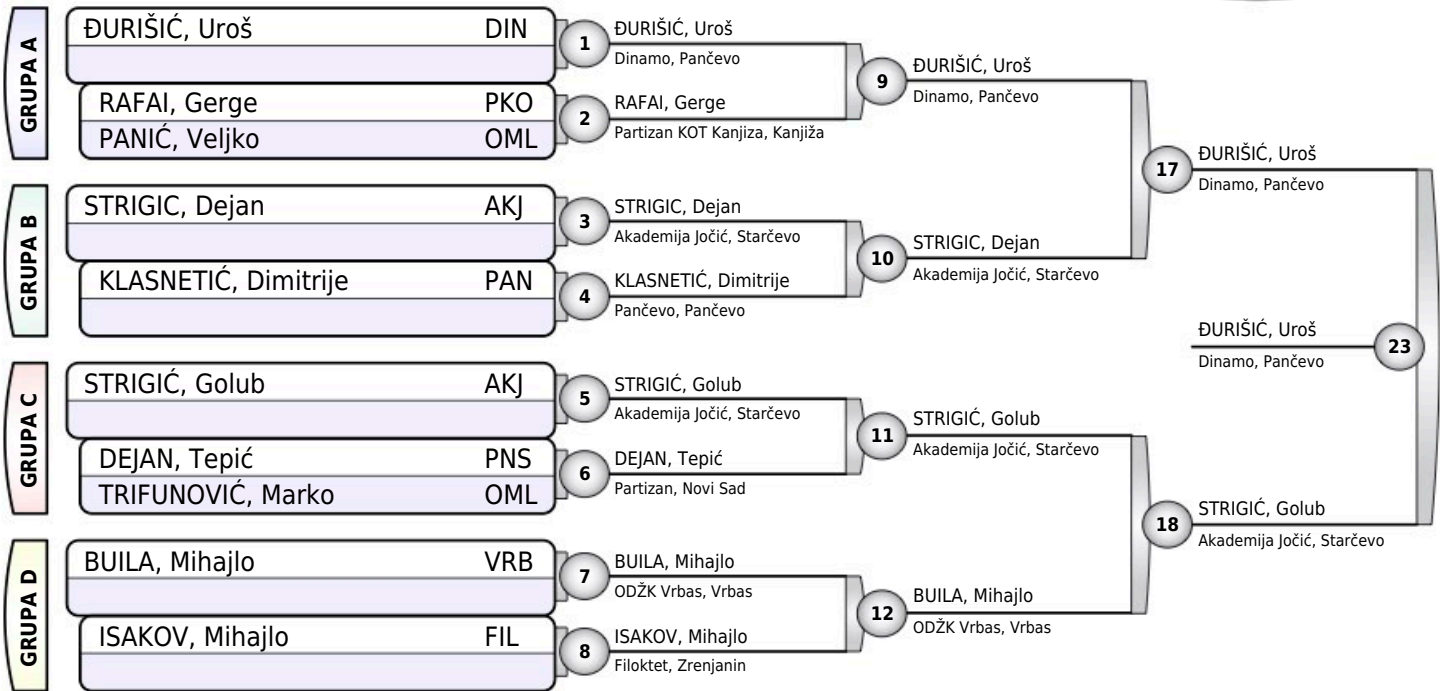 GRUPA A
ĐURIŠIĆ, Uroš DIN
RAFAI, Gerge PKO
PANIĆ, Veljko OML
1
ĐURIŠIĆ, Uroš
Dinamo, Pančevo
2
RAFAI, Gerge
Partizan KOT Kanjiza, Kanjiža
9
ĐURIŠIĆ, Uroš
Dinamo, Pančevo
GRUPA B
STRIGIC, Dejan AKJ
KLASNETIĆ, Dimitrije PAN
3
STRIGIC, Dejan
Akademija Jočić, Starčevo
4
KLASNETIĆ, Dimitrije
Pančevo, Pančevo
10
STRIGIC, Dejan
Akademija Jočić, Starčevo
17
ĐURIŠIĆ, Uroš
Dinamo, Pančevo
GRUPA C
STRIGIĆ, Golub AKJ
DEJAN, Tepić PNS
TRIFUNOVIĆ, Marko OML
5
STRIGIĆ, Golub
Akademija Jočić, Starčevo
6
DEJAN, Tepić
Partizan, Novi Sad
11
STRIGIĆ, Golub
Akademija Jočić, Starčevo
GRUPA D
BUILA, Mihajlo VRB
ISAKOV, Mihajlo FIL
7
BUILA, Mihajlo
ODŽK Vrbas, Vrbas
8
ISAKOV, Mihajlo
Filoktet, Zrenjanin
12
BUILA, Mihajlo
ODŽK Vrbas, Vrbas
18
STRIGIĆ, Golub
Akademija Jočić, Starčevo
23
ĐURIŠIĆ, Uroš
Dinamo, Pančevo